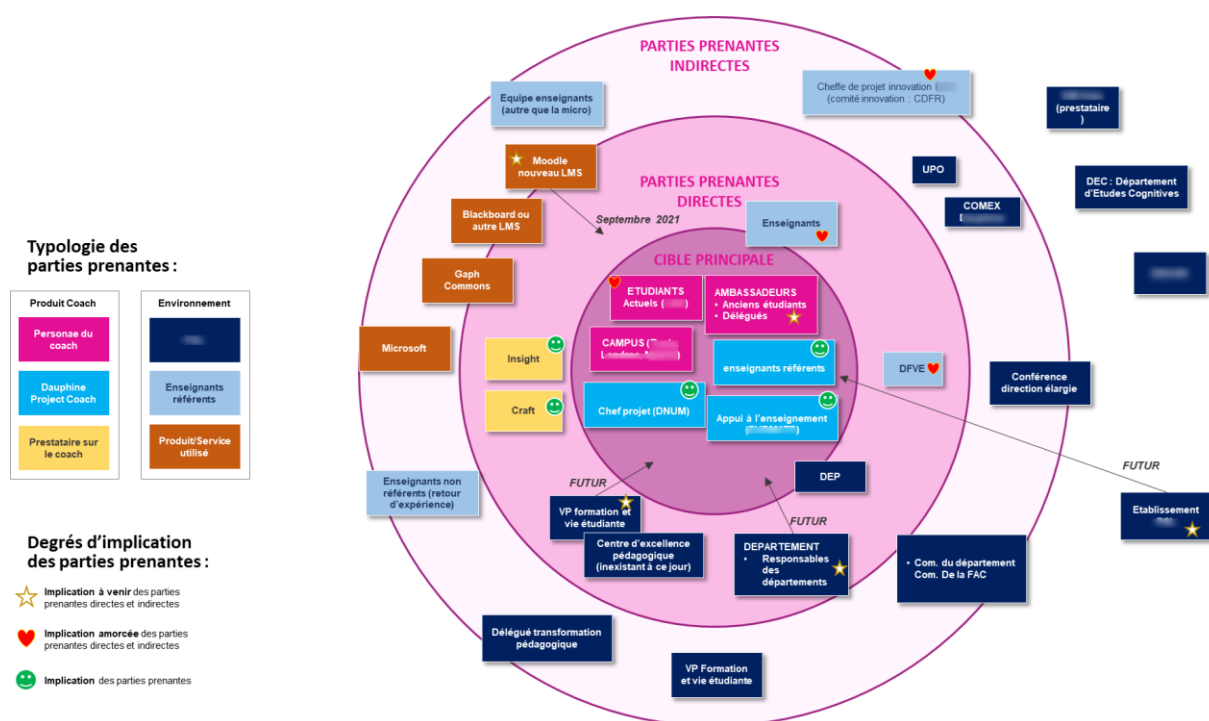 Typologie des
parties prenantes :
Produit Coach
Personae du
coach
Dauphine
Project Coach
Prestataire sur
le coach
Environnement
Enseignants
référents
Produit/Service
utilisé
Degrés d'implication
des parties prenantes :
Implication à venir des parties
prenantes directes et indirectes
Implication amorcée des parties
prenantes directes et indirectes
Implication des parties prenantes
PARTIES PRENANTES
INDIRECTES
Equipe enseignants
(autre que la micro)
Cheffe de projet innovation
(comité innovation : CDFR)
(prestataire
)
Moodle
nouveau LMS
PARTIES PRENANTES
DIRECTES
UPO
DEC : Département
d'Etudes Cognitives
COMEX
Blackboard ou
autre LMS
Septembre 2021
Enseignants
Gaph
Commons
CIBLE PRINCIPALE
ETUDIANTS
Actuels (
)
AMBASSADEURS
• Anciens étudiants
• Délégués
Microsoft
Insight
CAMPUS (
Londres,
)
enseignants référents
DFVE
Conférence
direction élargie
Craft
Chef projet (DNUM)
Appui à l'enseignement
(
)
Enseignants non
référents (retour
d'expérience)
FUTUR
DEP
FUTUR
VP formation et
vie étudiante
FUTUR
Etablissement
Centre d'excellence
pédagogique
(inexistant à ce jour)
DEPARTEMENT
• Responsables
des
départements
• Com. du département
Com. De la FAC
Délégué transformation
pédagogique
VP Formation
et vie étudiante